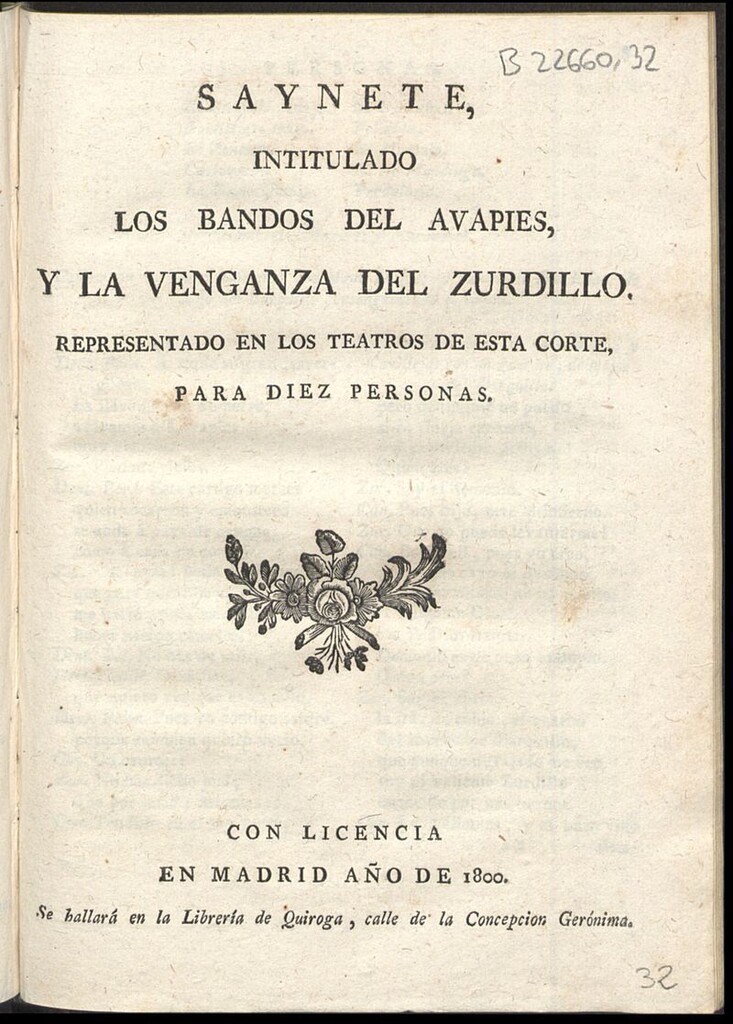 B 22660,32
SAYNETE,
INTITULADO
LOS BANDOS DEL AVAPIES,
Y LA VENGANZA DEL ZURDILLO.
REPRESENTADO EN LOS TEATROS DE ESTA CORTE,
PARA DIEZ PERSONAS.
CON LICENCIA
EN MADRID AÑO DE 1800.
Se hallará en la Librería de Quiroga, calle de la Concepcion Gerónima.
32